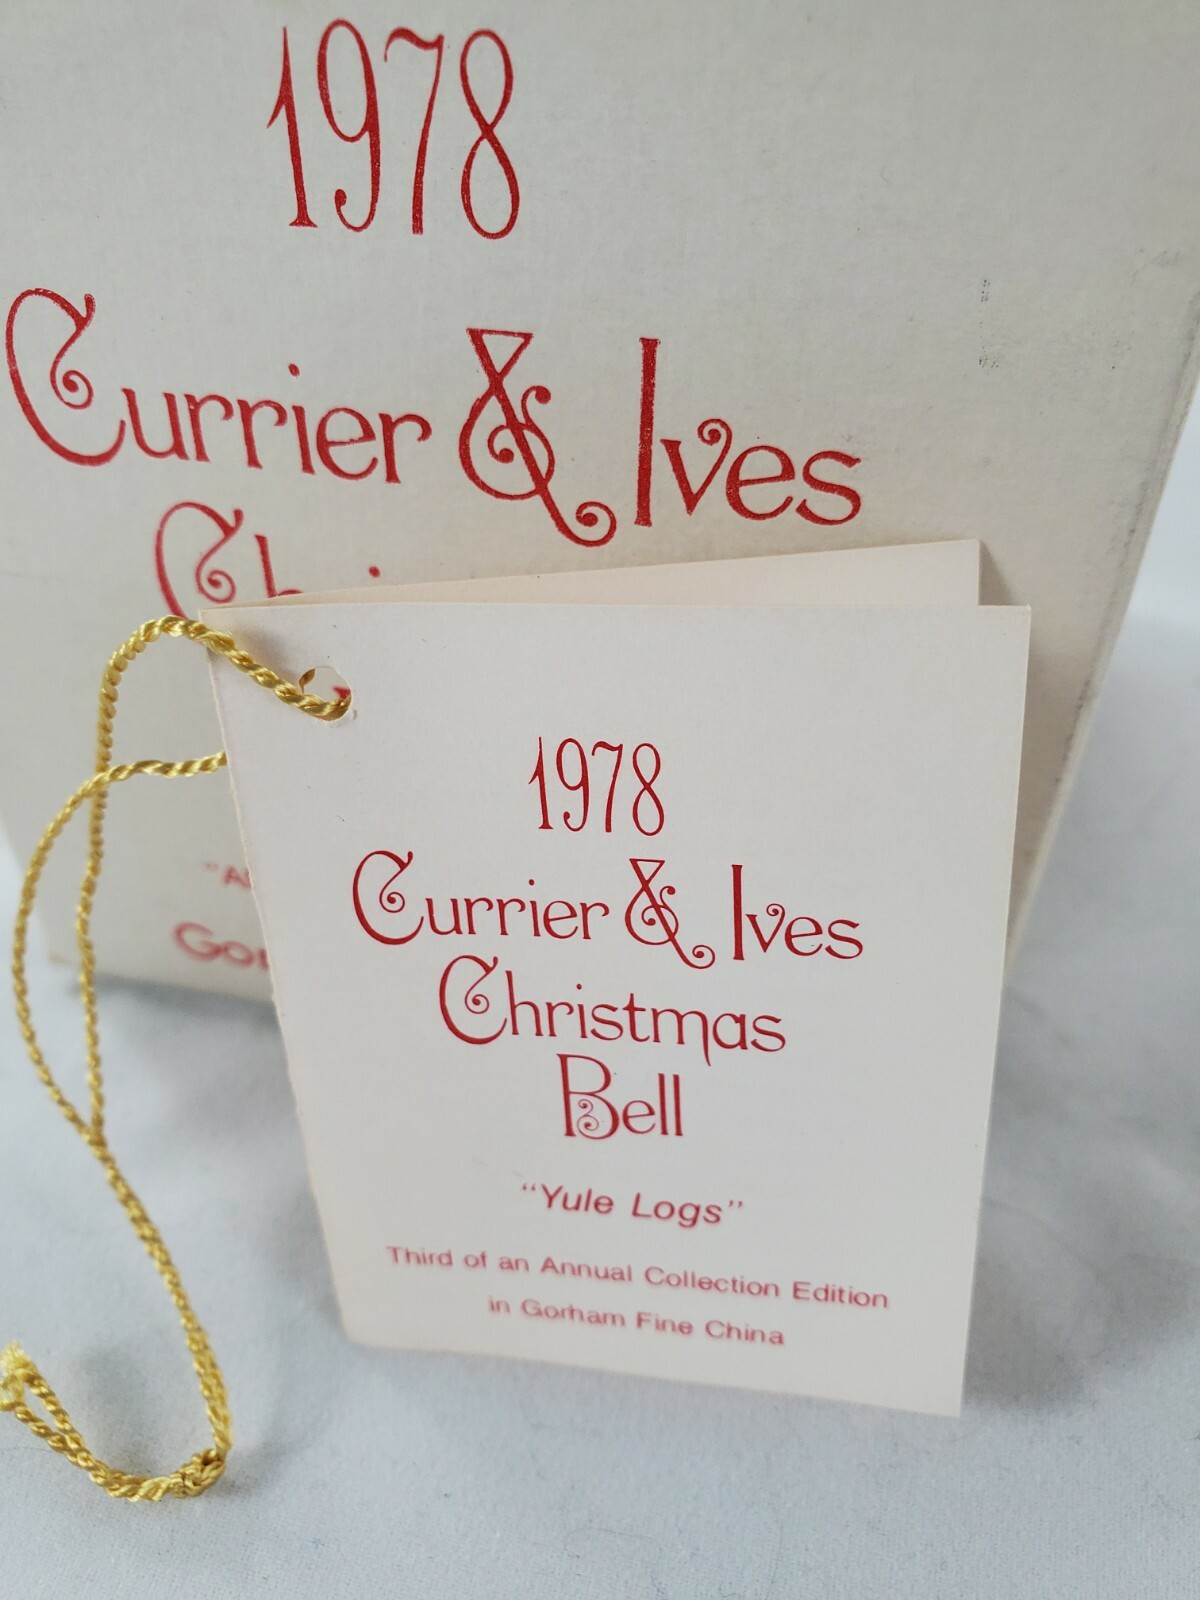 1978
Currier & Ives
1978
Currier & Ives
Christmas
Bell
"Yule Logs"
Third of an Annual Collection Edition
in Gorham Fine China